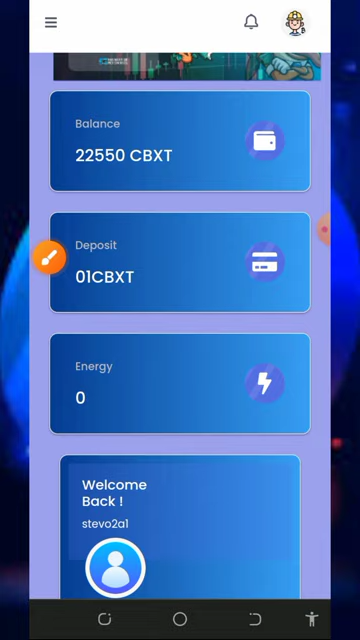 Balance
22550 CBXT
Deposit
01CBXT
Energy
0
Welcome
Back !
stevo2a1